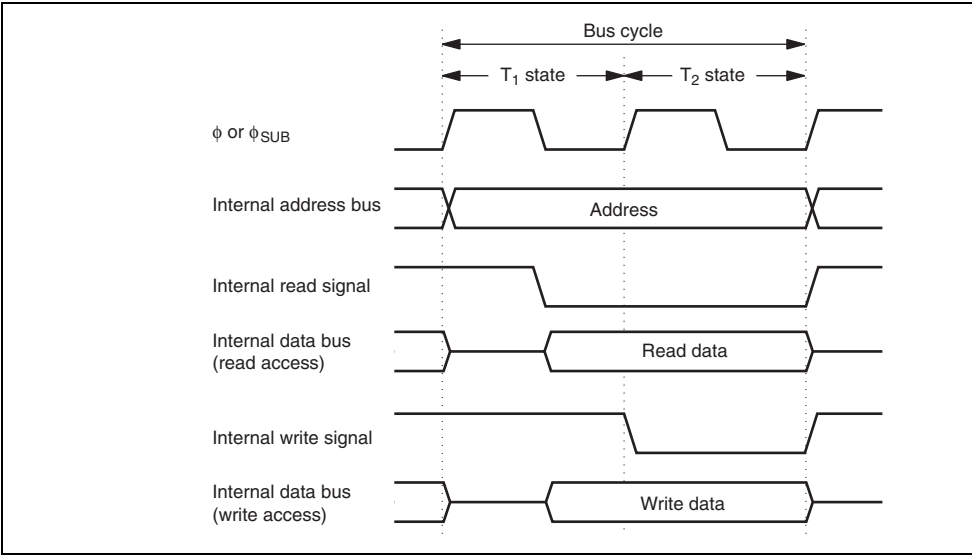 Bus cycle
T₁ state
T₂ state
ϕ or ϕSUB
Internal address bus
Address
Internal read signal
Internal data bus
(read access)
Read data
Internal write signal
Internal data bus
(write access)
Write data